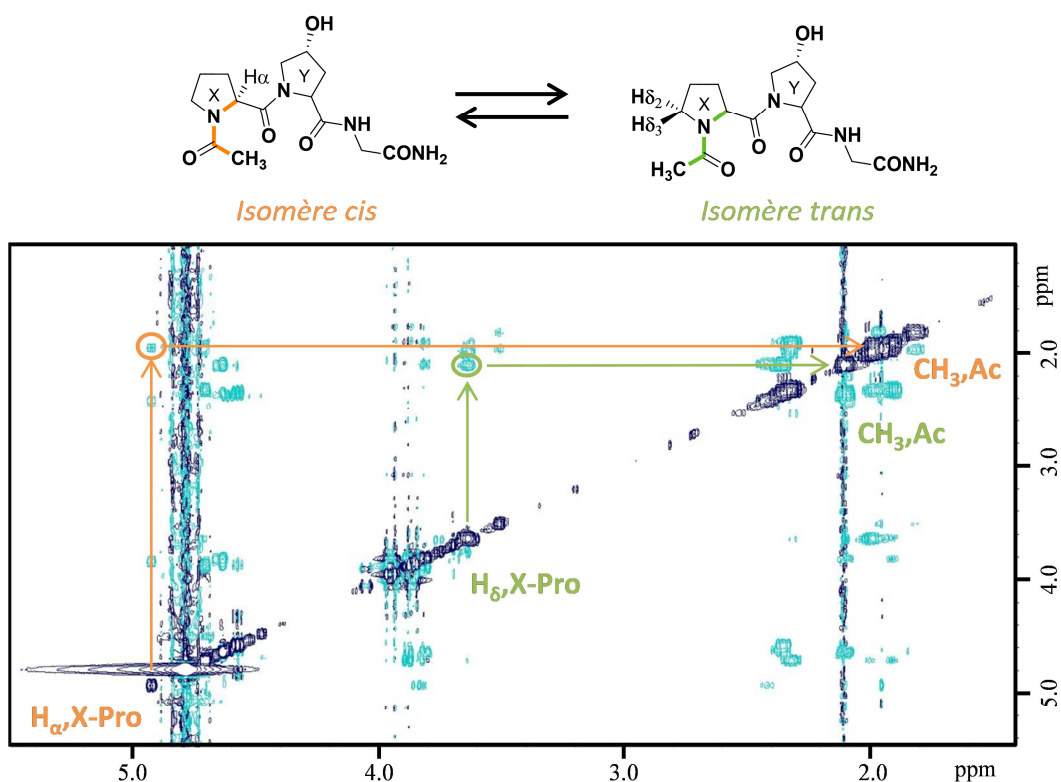 OH
Hα
X
Y
N
N
O
O
O
CH₃
NH
CONH₂
OH
Hδ₂
Hδ₃
X
Y
N
N
O
O
O
H₃C
NH
CONH₂
Isomère cis
Isomère trans
ppm
2.0
3.0
4.0
5.0
CH₃,Ac
CH₃,Ac
Hδ,X-Pro
Hα,X-Pro
5.0
4.0
3.0
2.0
ppm